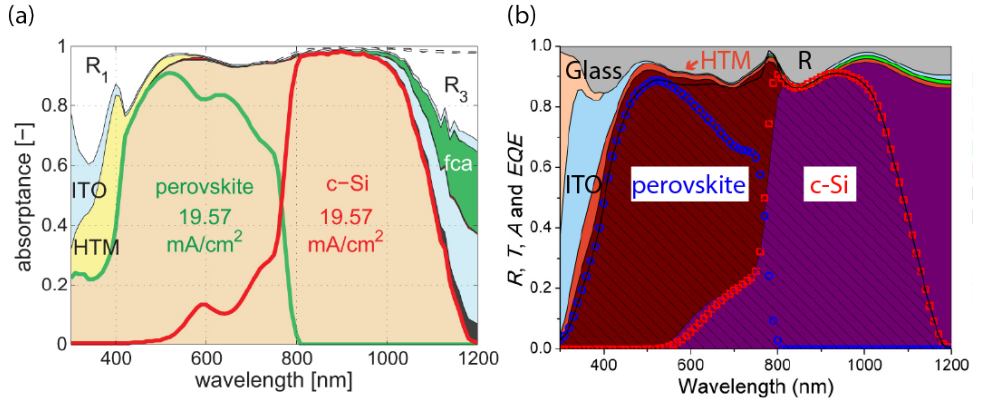 (a)
absorptance [–]
1
0.8
0.6
0.4
0.2
0
R1
R3
ITO
HTM
fca
perovskite
19.57
mA/cm2
c–Si
19.57
mA/cm2
400
600
800
1000
1200
wavelength [nm]
(b)
R, T, A and EQE
1.0
0.8
0.6
0.4
0.2
0.0
Glass
HTM
R
ITO
perovskite
c-Si
400
600
800
1000
1200
Wavelength (nm)